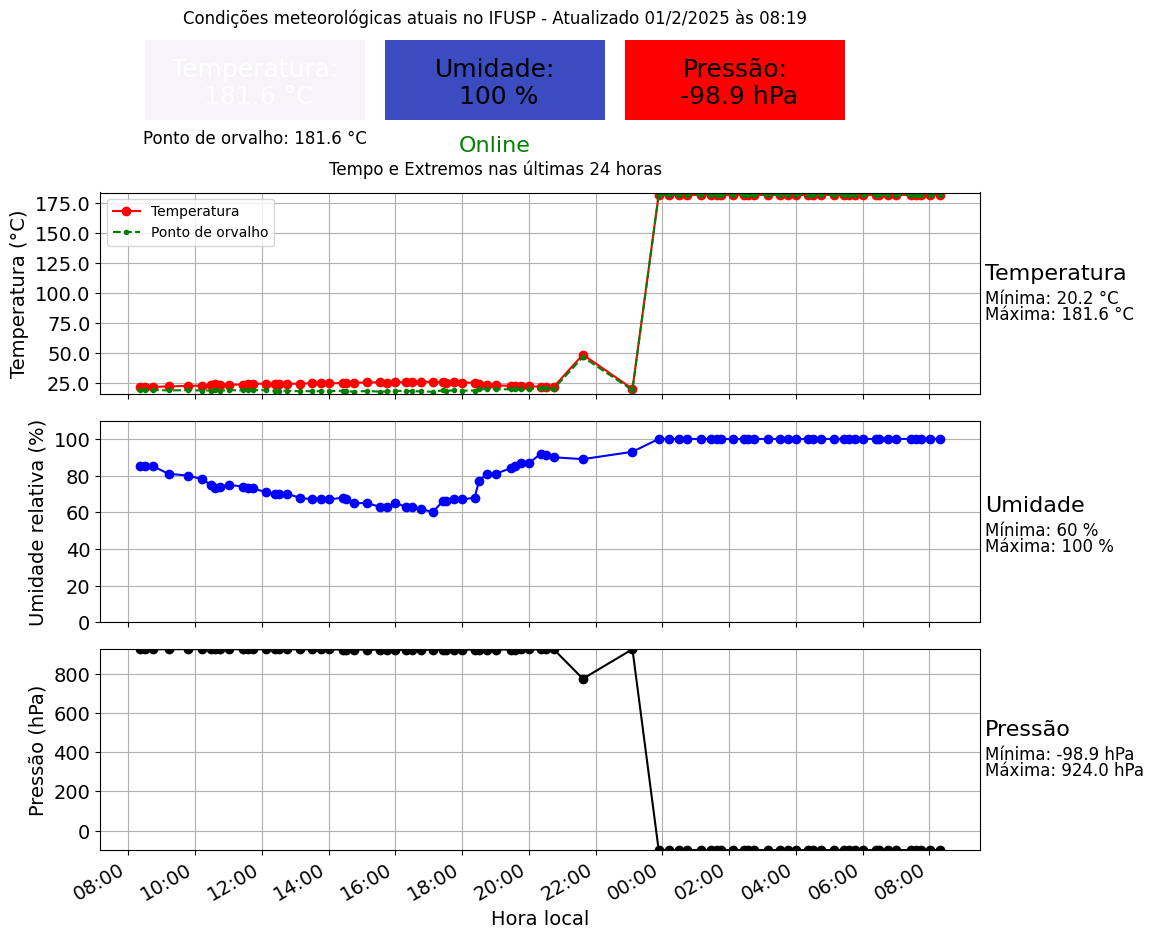 Condições meteorológicas atuais no IFUSP - Atualizado 01/2/2025 às 08:19
Temperatura:
181.6 °C
Umidade:
100 %
Pressão:
-98.9 hPa
Ponto de orvalho: 181.6 °C
Online
Tempo e Extremos nas últimas 24 horas
Temperatura (°C)
175.0
150.0
125.0
100.0
75.0
50.0
25.0
Temperatura
Ponto de orvalho
Temperatura
Mínima: 20.2 °C
Máxima: 181.6 °C
Umidade relativa (%)
100
80
60
40
20
0
Umidade
Mínima: 60 %
Máxima: 100 %
Pressão (hPa)
800
600
400
200
0
Pressão
Mínima: -98.9 hPa
Máxima: 924.0 hPa
08:00
10:00
12:00
14:00
16:00
18:00
20:00
22:00
00:00
02:00
04:00
06:00
08:00
Hora local